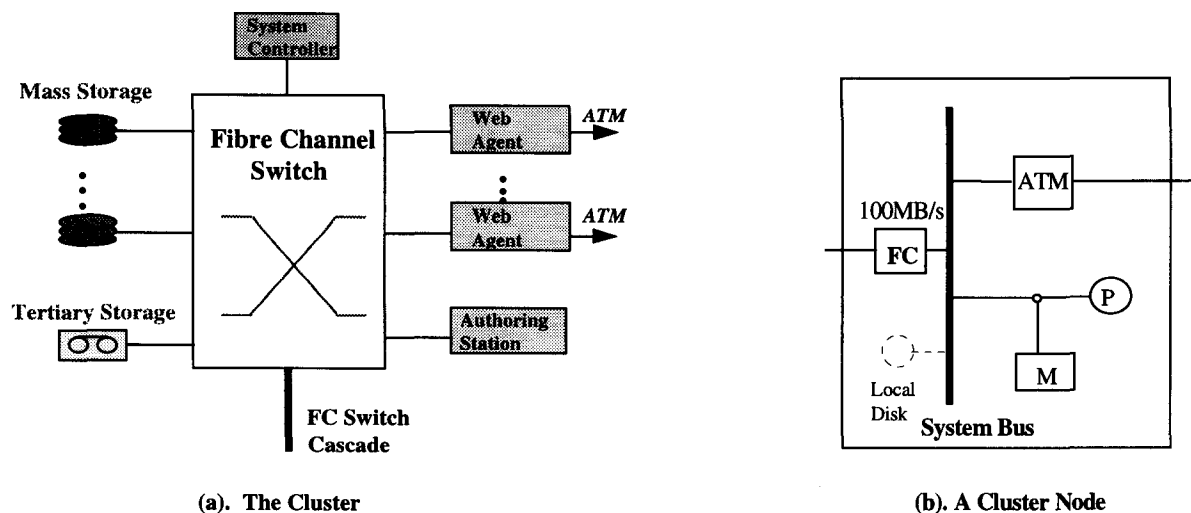 System
Controller
Mass Storage
Fibre Channel
Switch
Web
Agent
ATM
Web
Agent
ATM
Tertiary Storage
Authoring
Station
FC Switch
Cascade
(a). The Cluster
100MB/s
FC
ATM
P
M
Local
Disk
System Bus
(b). A Cluster Node